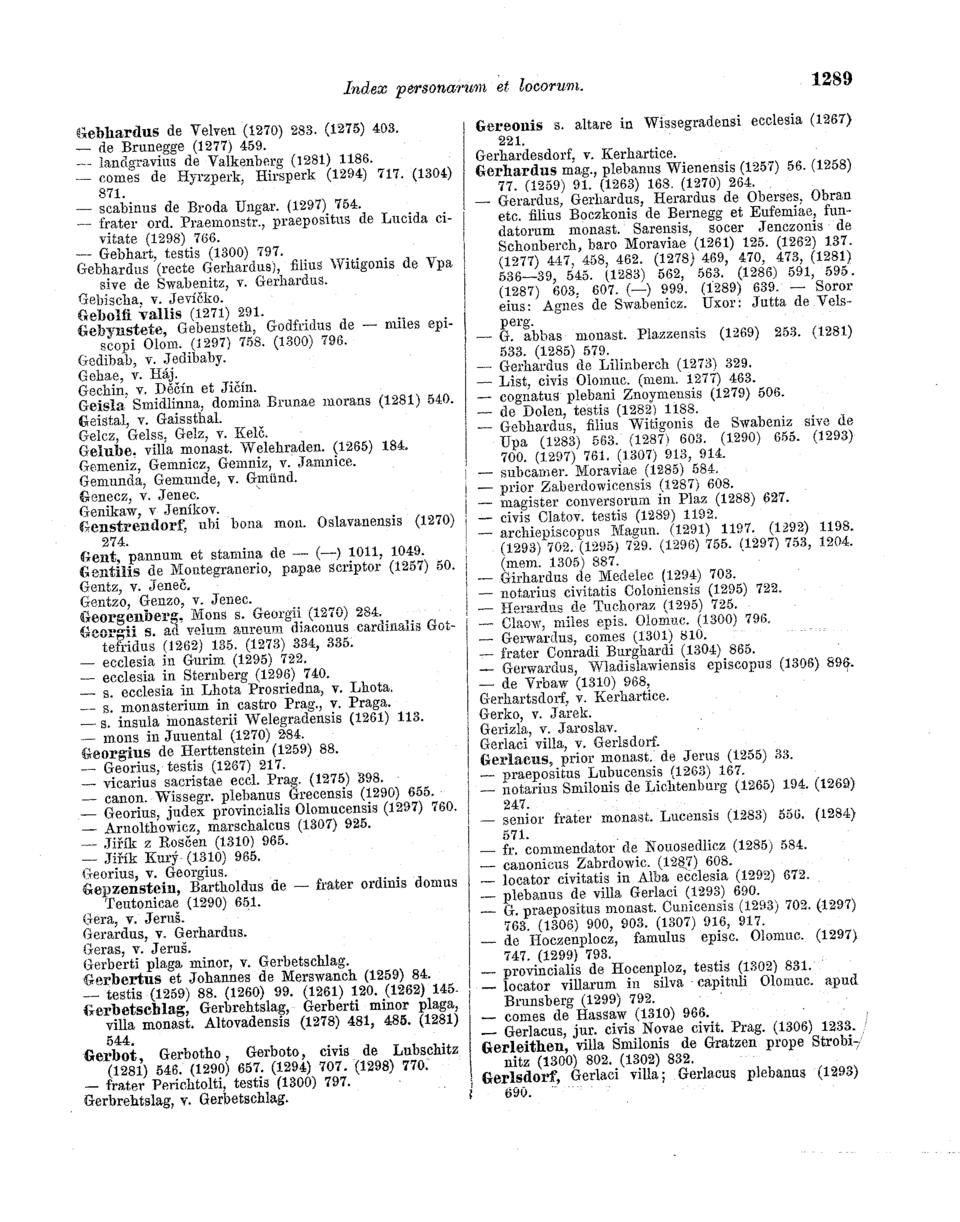 Index personarum et locorum.
1289
Gebhardus de Velven (1270) 283. (1275) 403.
— de Brunegge (1277) 459.
— landgravius de Valkenberg (1281) 1186.
— comes de Hyrzperk, Hirsperk (1294) 717. (1304)
871.
— scabinus de Broda Ungar. (1297) 754.
— frater ord. Praemonstr., praepositus de Lucida ci-
vitate (1298) 766.
— Gebhart, testis (1300) 797.
Gebhardus (recte Gerhardus), filius Witigonis de Vpa
sive de Swabenitz, v. Gerhardus.
Gebischa, v. Jevíčko.
Gebolfi vallis (1271) 291.
Gebynstete, Gebensteth, Godfridus de — miles epi-
scopi Olom. (1297) 758. (1300) 796.
Gedibab, v. Jedibaby.
Gehae, v. Háj.
Gechin, v. Děčín et Jičín.
Geisla Smidlinna, domina Brunae morans (1281) 540.
Geistal, v. Gaissthal.
Gelcz, Gelss, Gelz, v. Kelč.
Gelube, villa monast. Welehraden. (1265) 184.
Gemeniz, Gemnicz, Gemniz, v. Jamnice.
Gemunda, Gemunde, v. Gmünd.
Genecz, v. Jenec.
Genikaw, v Jeníkov.
Genstrendorf, ubi bona mon. Oslavanensis (1270)
274.
Gent, pannum et stamina de — (—) 1011, 1049.
Gentilis de Montegranerio, papae scriptor (1257) 50.
Gentz, v. Jeneč.
Gentzo, Genzo, v. Jenec.
Georgenberg, Mons s. Georgii (1270) 284.
Georgii s. ad velum aureum diaconus cardinalis Got-
tefridus (1262) 135. (1273) 334, 335.
— ecclesia in Gurim (1295) 722.
— ecclesia in Sternberg (1296) 740.
— s. ecclesia in Lhota Prosriedna, v. Lhota.
— s. monasterium in castro Prag., v. Praga.
— s. insula monasterii Welegradensis (1261) 113.
— mons in Juuental (1270) 284.
Georgius de Herttenstein (1259) 88.
— Georius, testis (1267) 217.
— vicarius sacristae eccl. Prag. (1275) 398.
— canon. Wissegr. plebanus Grecensis (1290) 655.
— Georius, judex provincialis Olomucensis (1297) 760.
— Arnolthowicz, marschalcus (1307) 925.
— Jiřík z Rosčen (1310) 965.
— Jiřík Kurý (1310) 965.
Georius, v. Georgius.
Gepzenstein, Bartholdus de — frater ordinis domus
Teutonicae (1290) 651.
Gera, v. Jeruš.
Gerardus, v. Gerhardus.
Geras, v. Jeruš.
Gerberti plaga minor, v. Gerbetschlag.
Gerbertus et Johannes de Merswanch (1259) 84.
— testis (1259) 88. (1260) 99. (1261) 120. (1262) 145.
Gerbetschlag, Gerbrehtslag, Gerberti minor plaga,
villa monast. Altovadensis (1278) 481, 485. (1281)
544.
Gerbot, Gerbotho, Gerboto, civis de Lubschitz
(1281) 546. (1290) 657. (1294) 707. (1298) 770.
— frater Perichtolti, testis (1300) 797.
Gerbrehtslag, v. Gerbetschlag.
Gereonis s. altare in Wissegradensi ecclesia (1267)
221.
Gerhardesdorf, v. Kerhartice.
Gerhardus mag., plebanus Wienensis (1257) 56. (1258)
77. (1259) 91. (1263) 168. (1270) 264.
— Gerardus, Gerhardus, Herardus de Oberses, Obran
etc. filius Boczkonis de Bernegg et Eufemiae, fun-
datorum monast. Sarensis, socer Jenczonis de
Schonberch, baro Moraviae (1261) 125. (1262) 137.
(1277) 447, 458, 462. (1278) 469, 470, 473, (1281)
536—39, 545. (1283) 562, 563. (1286) 591, 595.
(1287) 603, 607. (—) 999. (1289) 639. — Soror
eius: Agnes de Swabenicz. Uxor: Jutta de Vels-
perg.
— G. abbas monast. Plazzensis (1269) 253. (1281)
533. (1285) 579.
— Gerhardus de Lilinberch (1273) 329.
— List, civis Olomuc. (mem. 1277) 463.
— cognatus plebani Znoymensis (1279) 506.
— de Dolen, testis (1282) 1188.
— Gebhardus, filius Witigonis de Swabeniz sive de
Upa (1283) 563. (1287) 603. (1290) 655. (1293)
700. (1297) 761. (1307) 913, 914.
— subcamer. Moraviae (1285) 584.
— prior Zaberdowicensis (1287) 608.
— magister conversorum in Plaz (1288) 627.
— civis Clatov. testis (1289) 1192.
— archiepiscopus Magun. (1291) 1197. (1292) 1198.
(1293) 702. (1295) 729. (1296) 755. (1297) 753, 1204.
(mem. 1305) 887.
— Girhardus de Medelec (1294) 703.
— notarius civitatis Coloniensis (1295) 722.
— Herardus de Tuchoraz (1295) 725.
— Claow, miles epis. Olomuc. (1300) 796.
— Gerwardus, comes (1301) 810.
— frater Conradi Burghardi (1304) 865.
— Gerwardus, Wladislawiensis episcopus (1306) 896.
— de Vrbaw (1310) 968,
Gerhartsdorf, v. Kerhartice.
Gerko, v. Jarek.
Gerizla, v. Jaroslav.
Gerlaci villa, v. Gerlsdorf.
Gerlacus, prior monast. de Jerus (1255) 33.
— praepositus Lubucensis (1263) 167.
— notarius Smilonis de Lichtenburg (1265) 194. (1269)
247.
— senior frater monast. Lucensis (1283) 556. (1284)
571.
— fr. commendator de Nouosedlicz (1285) 584.
— canonicus Zabrdowic. (1287) 608.
— locator civitatis in Alba ecclesia (1292) 672.
— plebanus de villa Gerlaci (1293) 690.
— G. praepositus monast. Cunicensis (1293) 702. (1297)
763. (1306) 900, 903. (1307) 916, 917.
— de Hoczenplocz, famulus episc. Olomuc. (1297)
747. (1299) 793.
— provincialis de Hocenploz, testis (1302) 831.
— locator villarum in silva capituli Olomuc. apud
Brunsberg (1299) 792.
— comes de Hassaw (1310) 966.
— Gerlacus, jur. civis Novae civit. Prag. (1306) 1233.
Gerleithen, villa Smilonis de Gratzen prope Strobi-
nitz (1300) 802. (1302) 832.
Gerlsdorf, Gerlaci villa; Gerlacus plebanus (1293)
690.